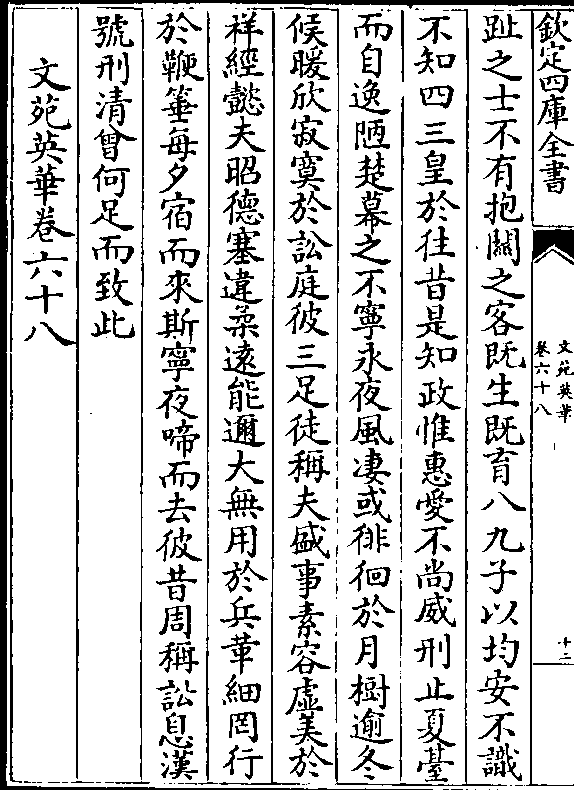 欽定四庫全書
文苑英華
卷六十八
十二
趾之士不有抱關之客既生既育八九子以均安不識
不知四三皇於往昔是知政惟惠愛不尚威刑止夏臺
而自逸陋楚幕之不寧永夜風凄或徘徊於月樹逾冬
候暖欣寂寞於訟庭彼三足徒稱夫盛事素容虛美於
祥經懿夫昭德塞違柔遠能邇大無用於兵革細罔行
於鞭箠每夕宿而來斯寧夜啼而去彼昔周稱訟息漢
號刑清曾何足而致此
文苑英華卷六十八